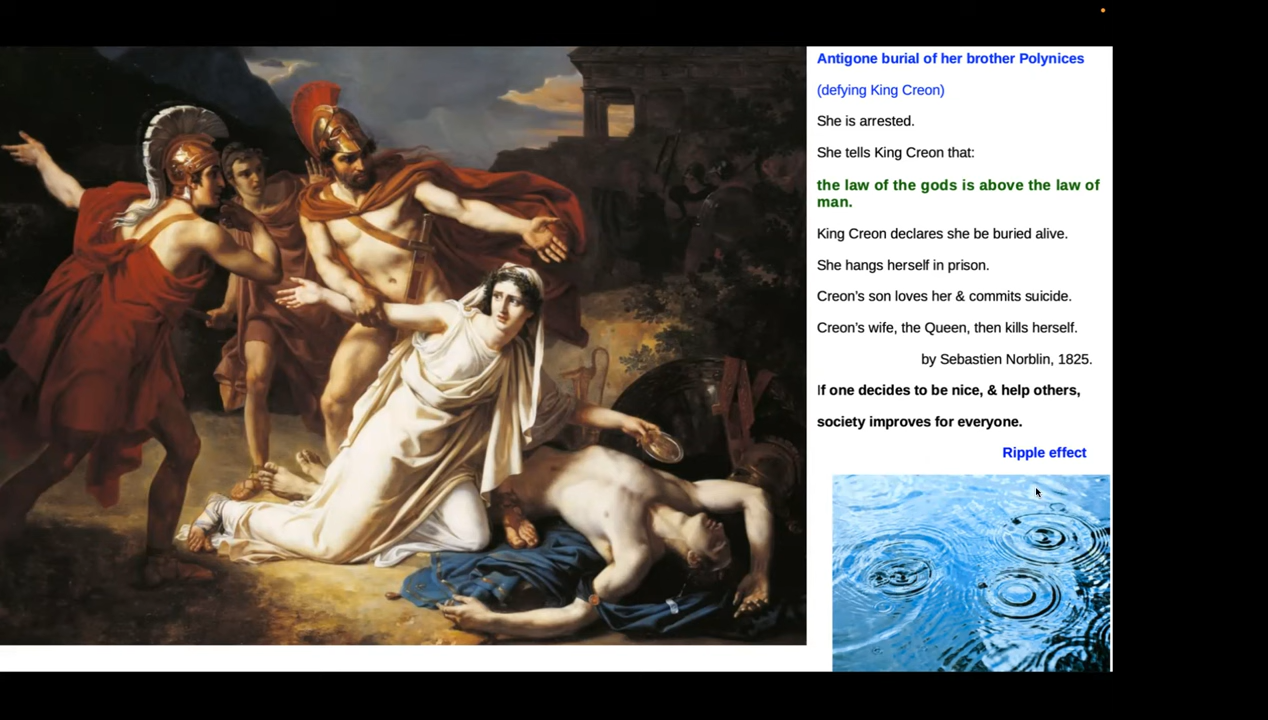 Antigone burial of her brother Polynices
(defying King Creon)
She is arrested.
She tells King Creon that:
the law of the gods is above the law of
man.
King Creon declares she be buried alive.
She hangs herself in prison.
Creon’s son loves her & commits suicide.
Creon’s wife, the Queen, then kills herself.
by Sebastien Norblin, 1825.
If one decides to be nice, & help others,
society improves for everyone.
Ripple effect